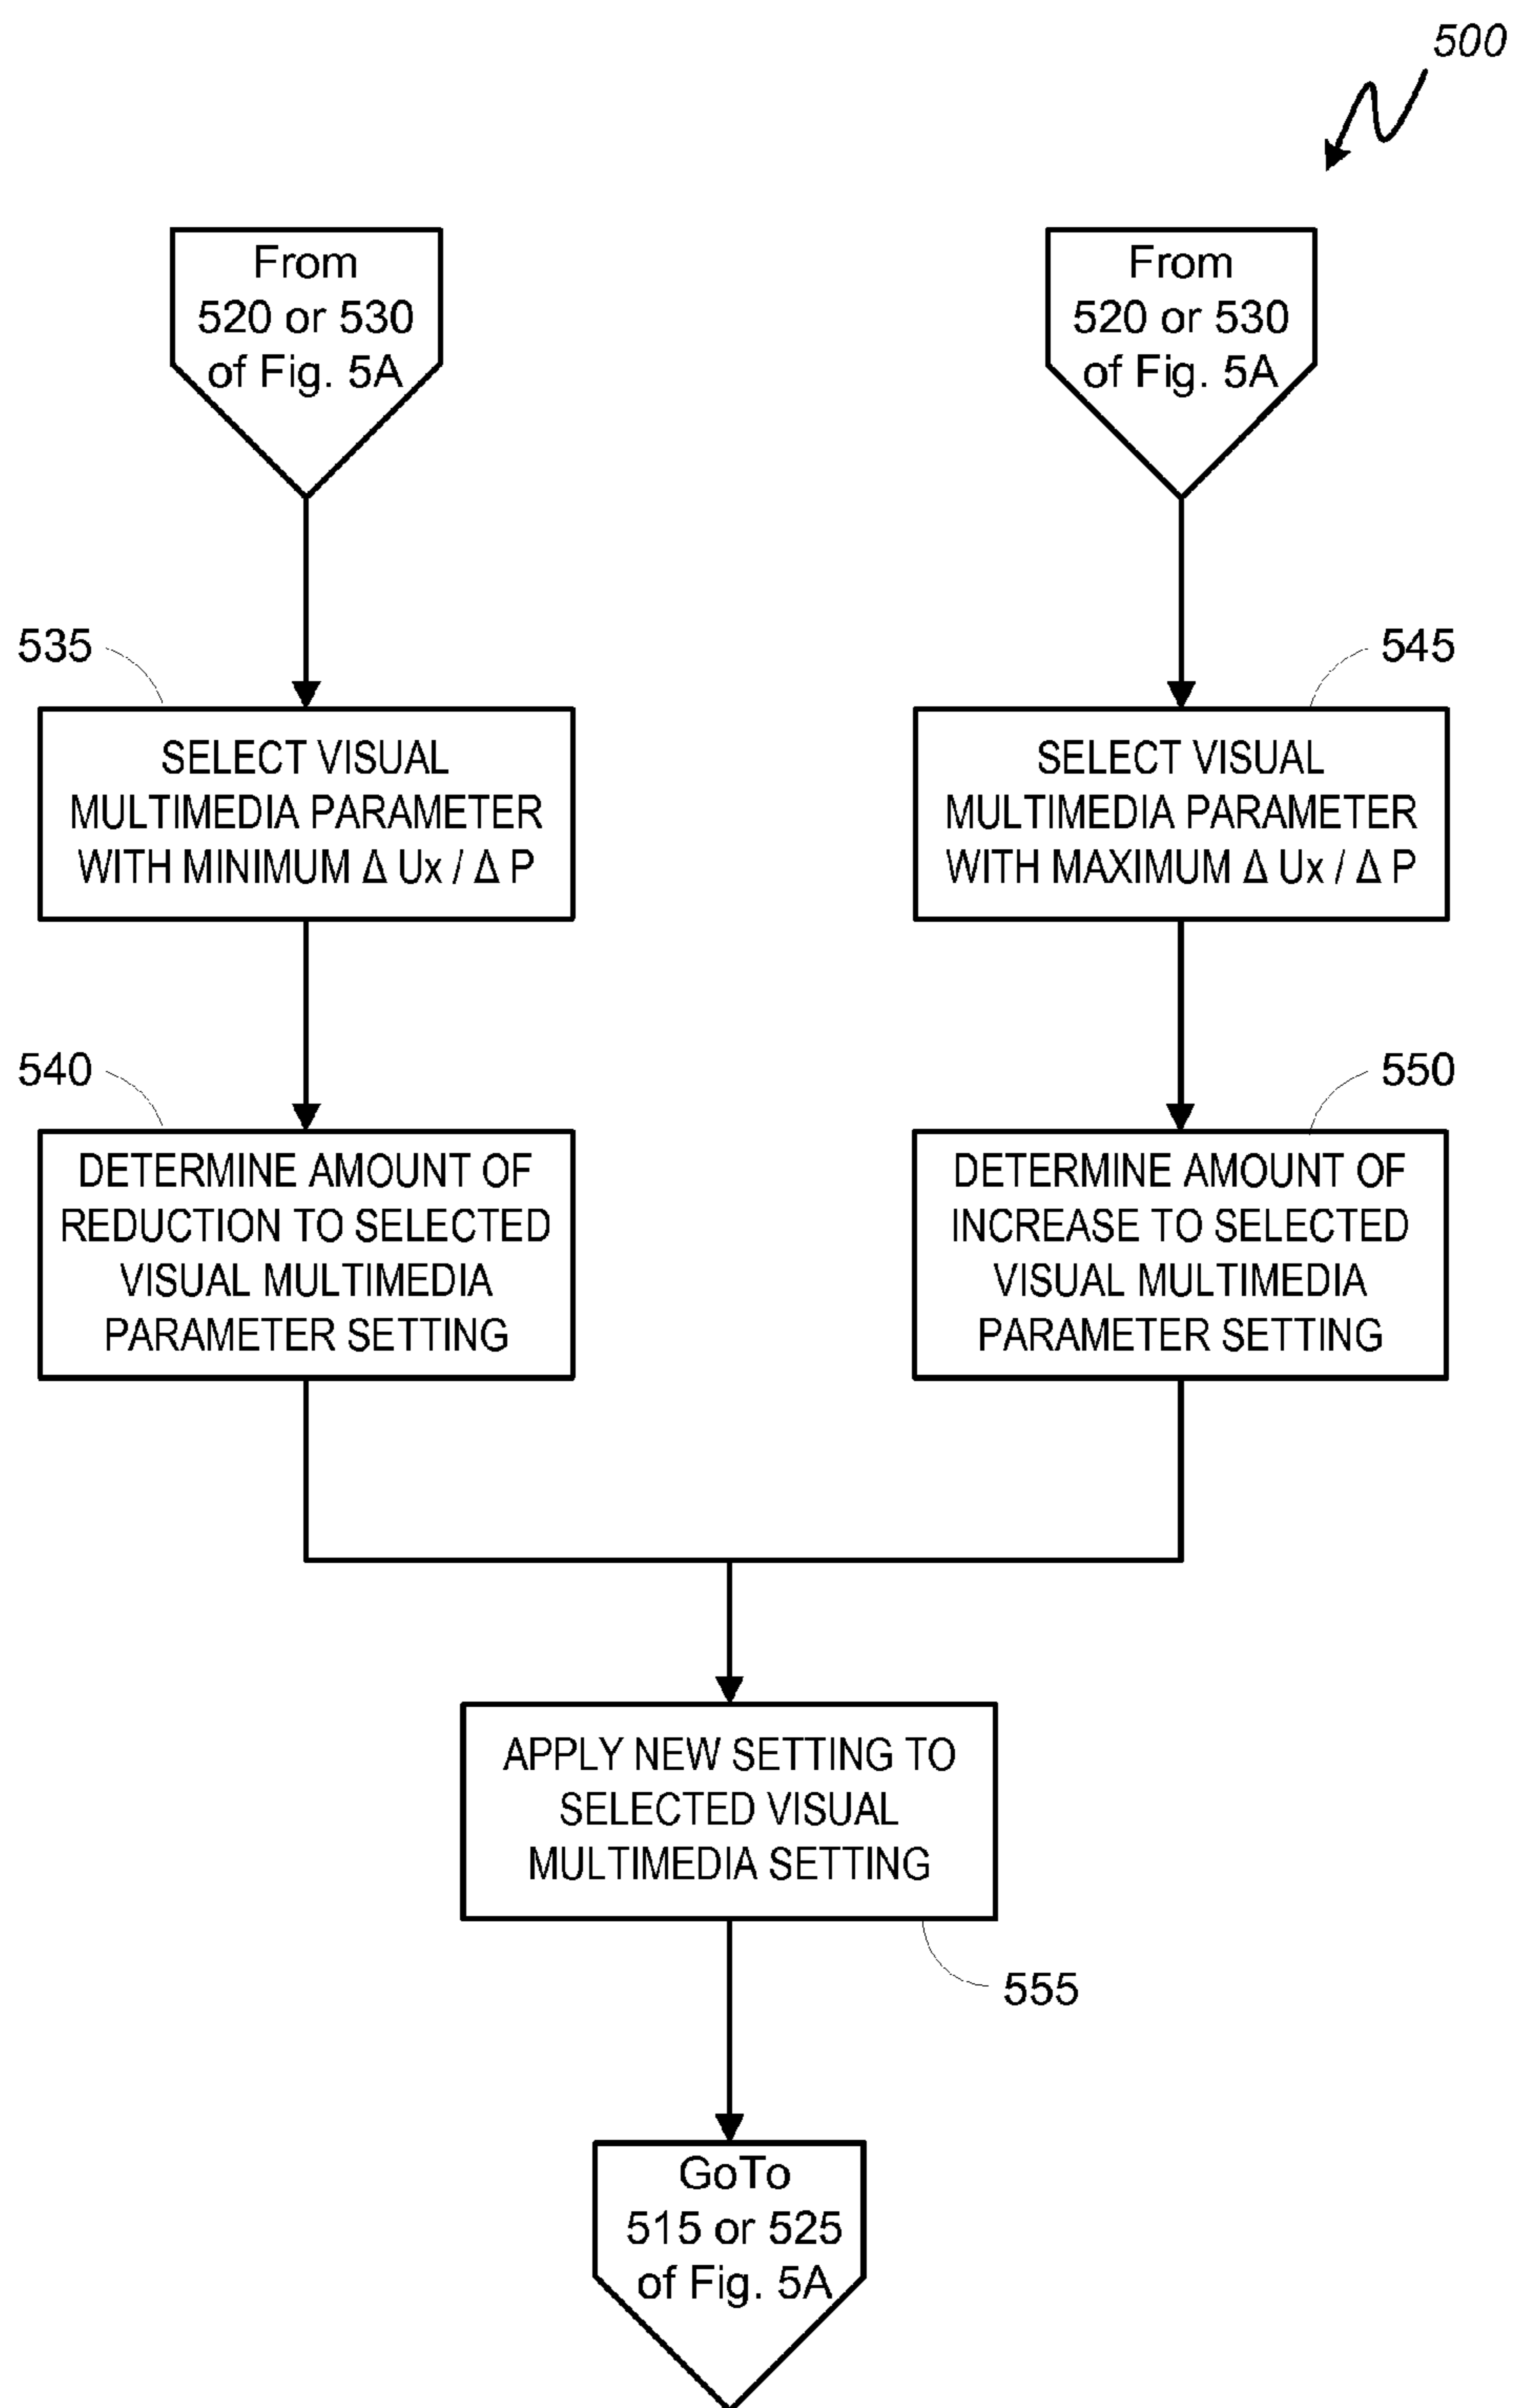 500
From
520 or 530
of Fig. 5A
From
520 or 530
of Fig. 5A
535
SELECT VISUAL
MULTIMEDIA PARAMETER
WITH MINIMUM Δ Ux / Δ P
545
SELECT VISUAL
MULTIMEDIA PARAMETER
WITH MAXIMUM Δ Ux / Δ P
540
DETERMINE AMOUNT OF
REDUCTION TO SELECTED
VISUAL MULTIMEDIA
PARAMETER SETTING
550
DETERMINE AMOUNT OF
INCREASE TO SELECTED
VISUAL MULTIMEDIA
PARAMETER SETTING
APPLY NEW SETTING TO
SELECTED VISUAL
MULTIMEDIA SETTING
555
GoTo
515 or 525
of Fig. 5A